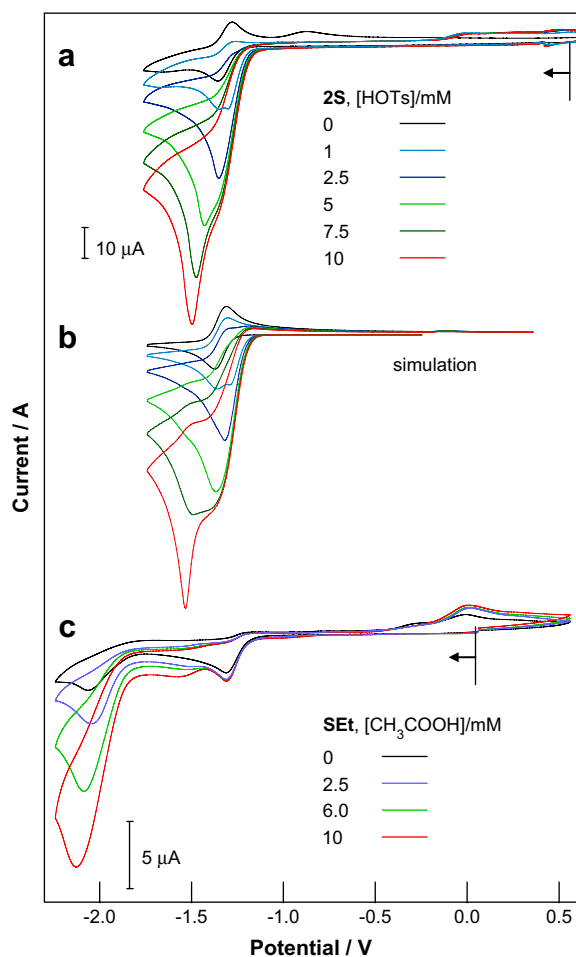 a
2S, [HOTs]/mM
0
1
2.5
5
7.5
10
10 μA
b
simulation
Current / A
c
SEt, [CH₃COOH]/mM
0
2.5
6.0
10
5 μA
-2.0 -1.5 -1.0 -0.5 0.0 0.5
Potential / V